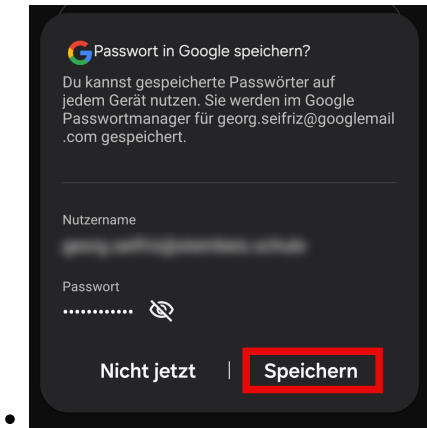 Passwort in Google speichern?
Du kannst gespeicherte Passwörter auf
jedem Gerät nutzen. Sie werden im Google
Passwortmanager für georg.seifriz@googlemail
.com gespeichert.
Nutzername
Passwort
••••••••••••
Nicht jetzt | Speichern